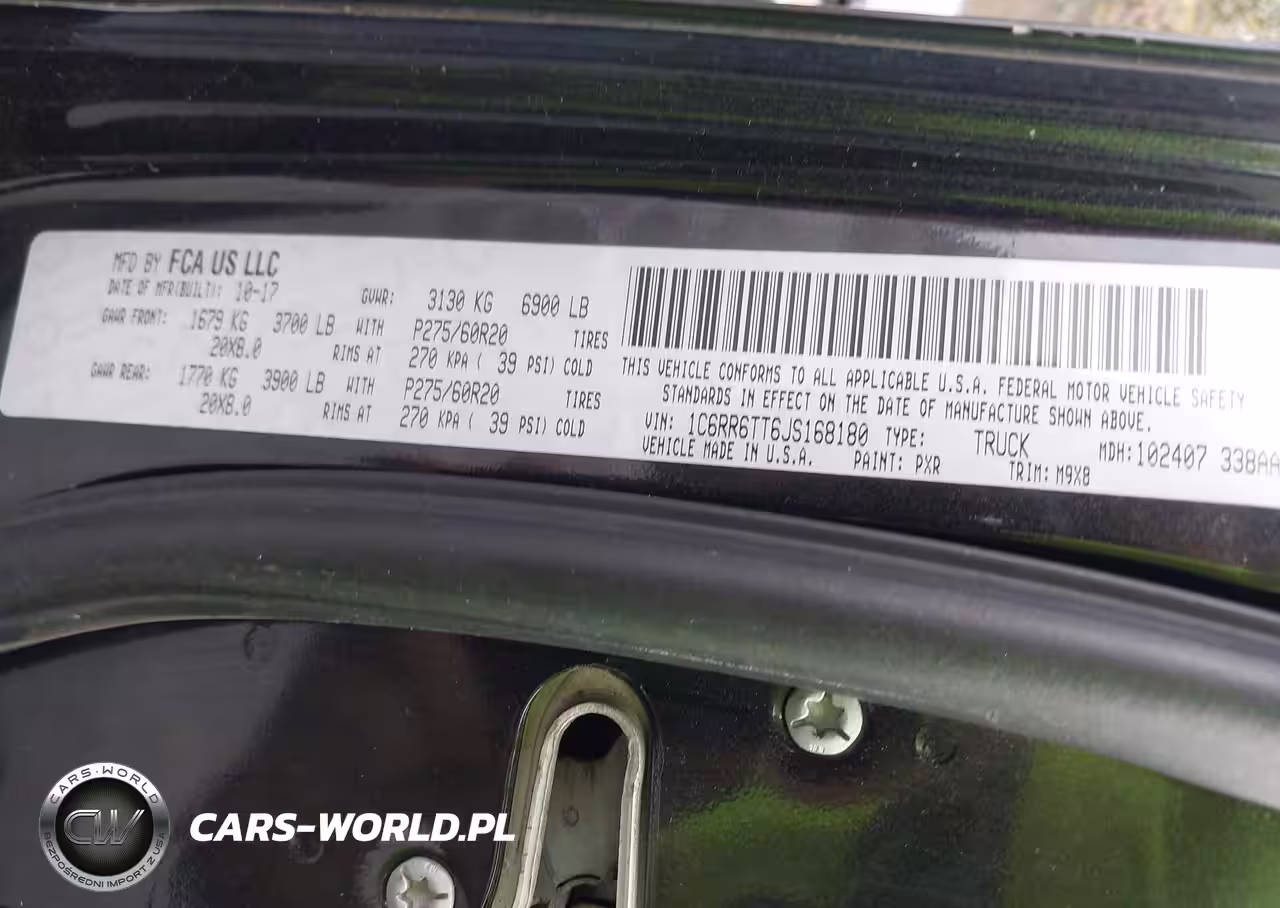 MFD BY FCA US LLC
DATE OF MFR(BUILT): 10-17 GVWR: 3130 KG 6900 LB
GAWR FRONT: 1679 KG 3700 LB WITH P275/60R20 TIRES
20X8.0 RIMS AT 270 KPA ( 39 PSI) COLD
GAWR REAR: 1770 KG 3900 LB WITH P275/60R20 TIRES
20X8.0 RIMS AT 270 KPA ( 39 PSI) COLD
THIS VEHICLE CONFORMS TO ALL APPLICABLE U.S.A. FEDERAL MOTOR VEHICLE SAFETY
STANDARDS IN EFFECT ON THE DATE OF MANUFACTURE SHOWN ABOVE.
VIN: 1C6RR6TT6JS168180 TYPE: TRUCK MDH:102407 338AA
VEHICLE MADE IN U.S.A. PAINT: PXR TRIM: M9X8
CARS-WORLD
CW
BEZPOŚREDNI IMPORT Z USA
CARS-WORLD.PL